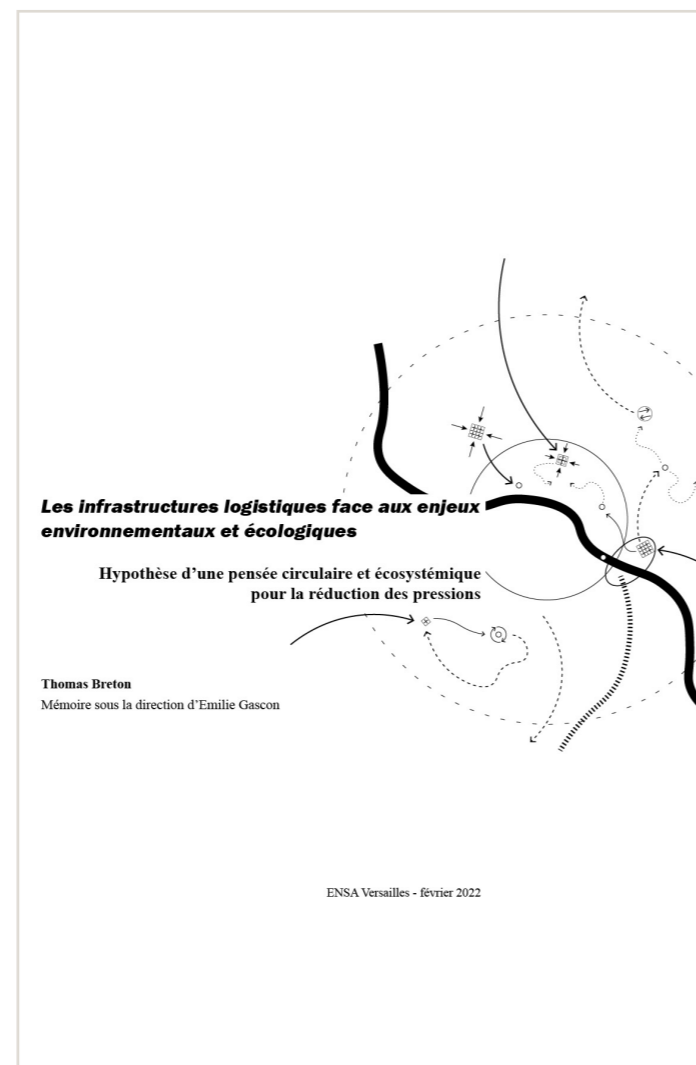 Les infrastructures logistiques face aux enjeux
environnementaux et écologiques
Hypothèse d’une pensée circulaire et écosystémique
pour la réduction des pressions
Thomas Breton
Mémoire sous la direction d’Emilie Gascon
ENSA Versailles - février 2022